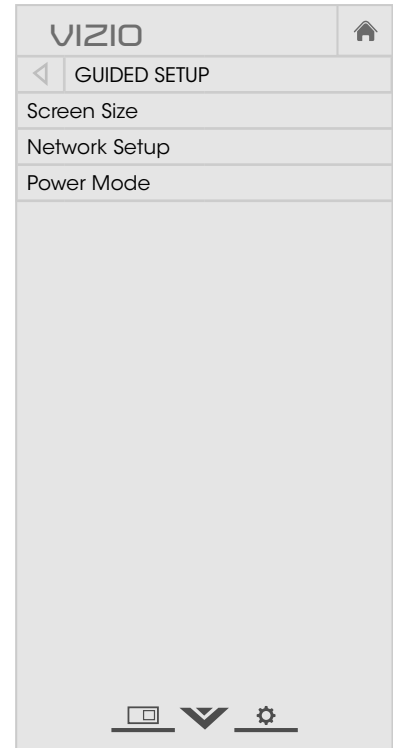 VIZIO
GUIDED SETUP
Screen Size
Network Setup
Power Mode